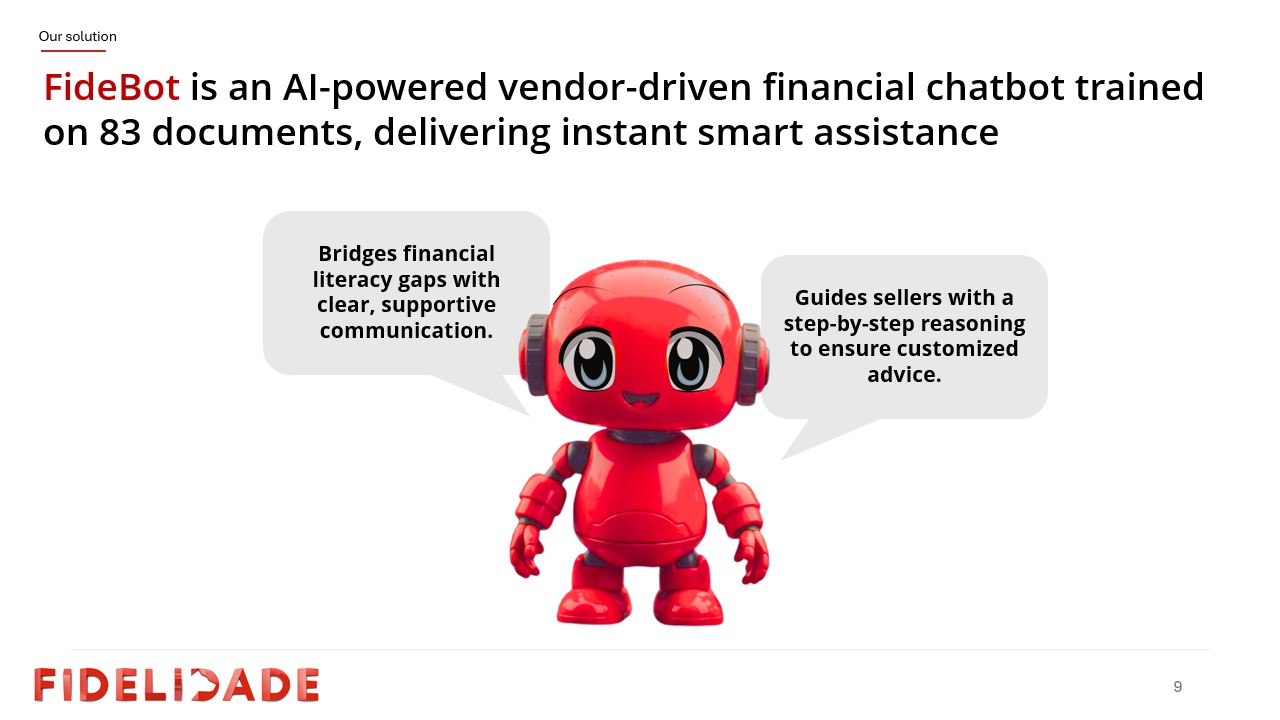 Our solution
FideBot is an AI-powered vendor-driven financial chatbot trained
on 83 documents, delivering instant smart assistance
Bridges financial
literacy gaps with
clear, supportive
communication.
Guides sellers with a
step-by-step reasoning
to ensure customized
advice.
FIDELIDADE
9